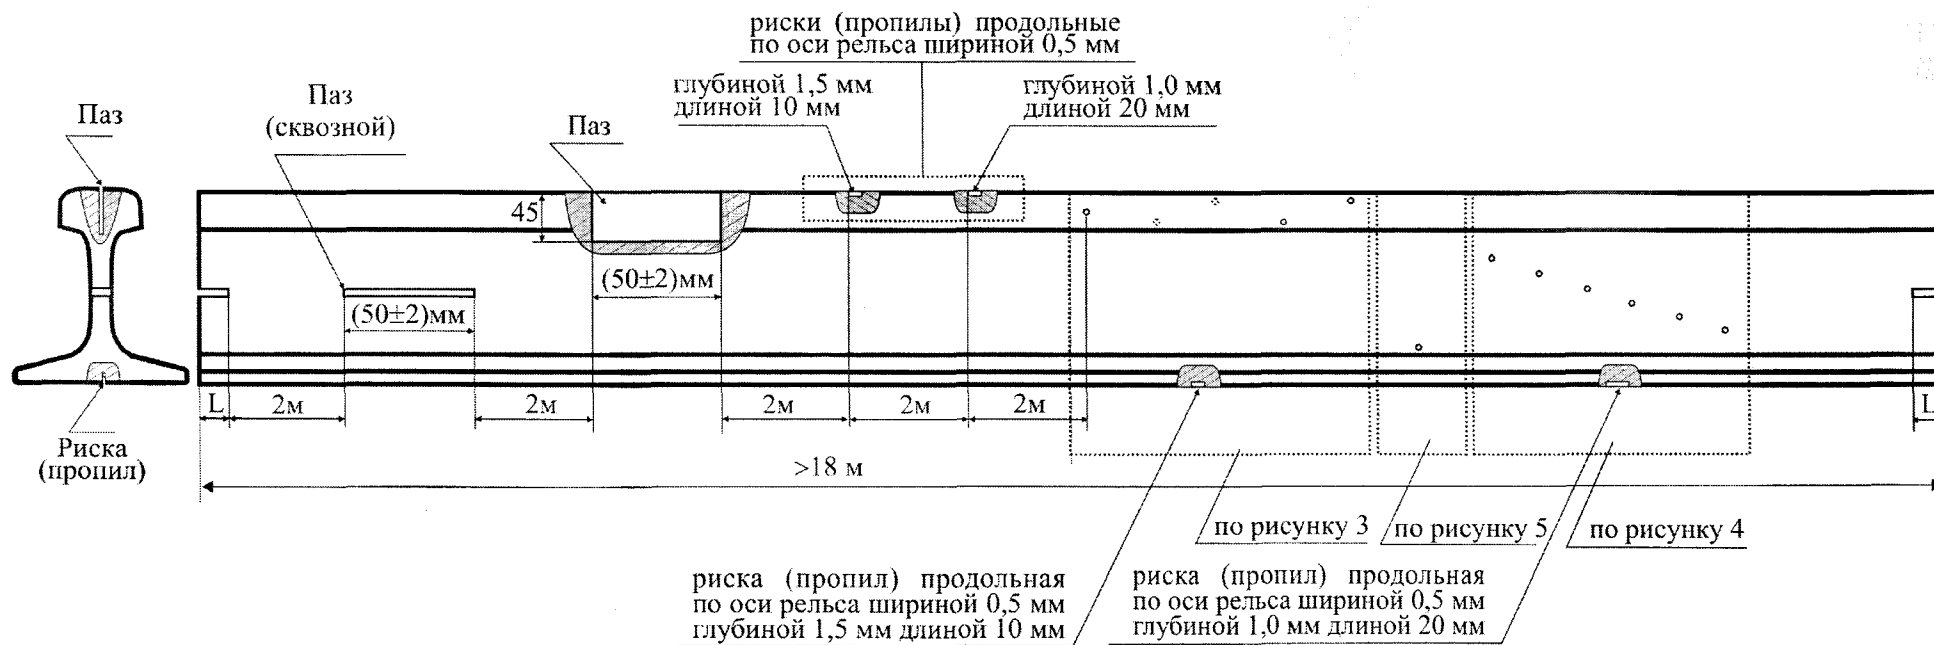 риски (пропилы) продольные
по оси рельса шириной 0,5 мм
глубиной 1,5 мм
длиной 10 мм
глубиной 1,0 мм
длиной 20 мм
Паз
Паз
(сквозной)
Паз
45
(50±2)мм
(50±2)мм
L
2м
2м
2м
2м
2м
L
Риска
(пропил)
>18 м
по рисунку 3
по рисунку 5
по рисунку 4
риска (пропил) продольная
по оси рельса шириной 0,5 мм
глубиной 1,5 мм длиной 10 мм
риска (пропил) продольная
по оси рельса шириной 0,5 мм
глубиной 1,0 мм длиной 20 мм